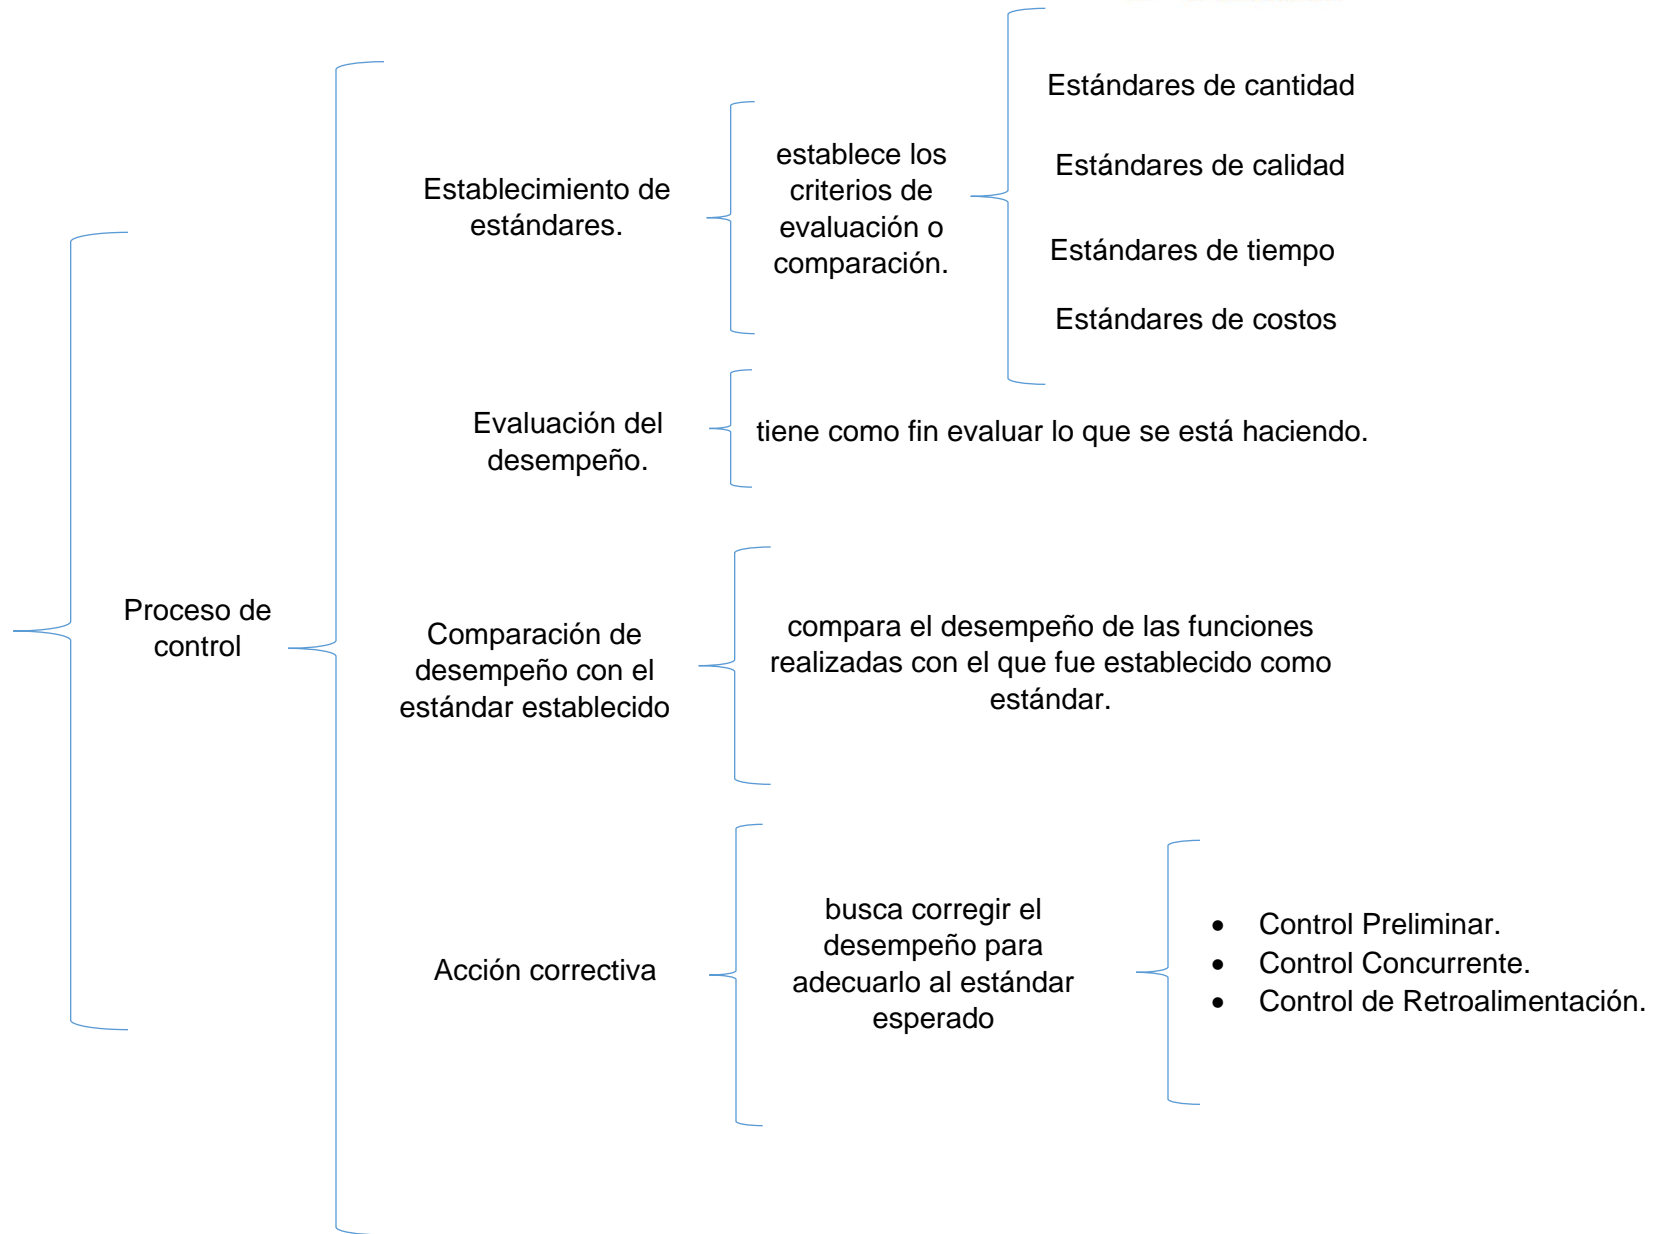 Proceso de
control
Establecimiento de
estándares.
establece los
criterios de
evaluación o
comparación.
Estándares de cantidad
Estándares de calidad
Estándares de tiempo
Estándares de costos
Evaluación del
desempeño.
tiene como fin evaluar lo que se está haciendo.
Comparación de
desempeño con el
estándar establecido
compara el desempeño de las funciones
realizadas con el que fue establecido como
estándar.
Acción correctiva
busca corregir el
desempeño para
adecuarlo al estándar
esperado
• Control Preliminar.
• Control Concurrente.
• Control de Retroalimentación.